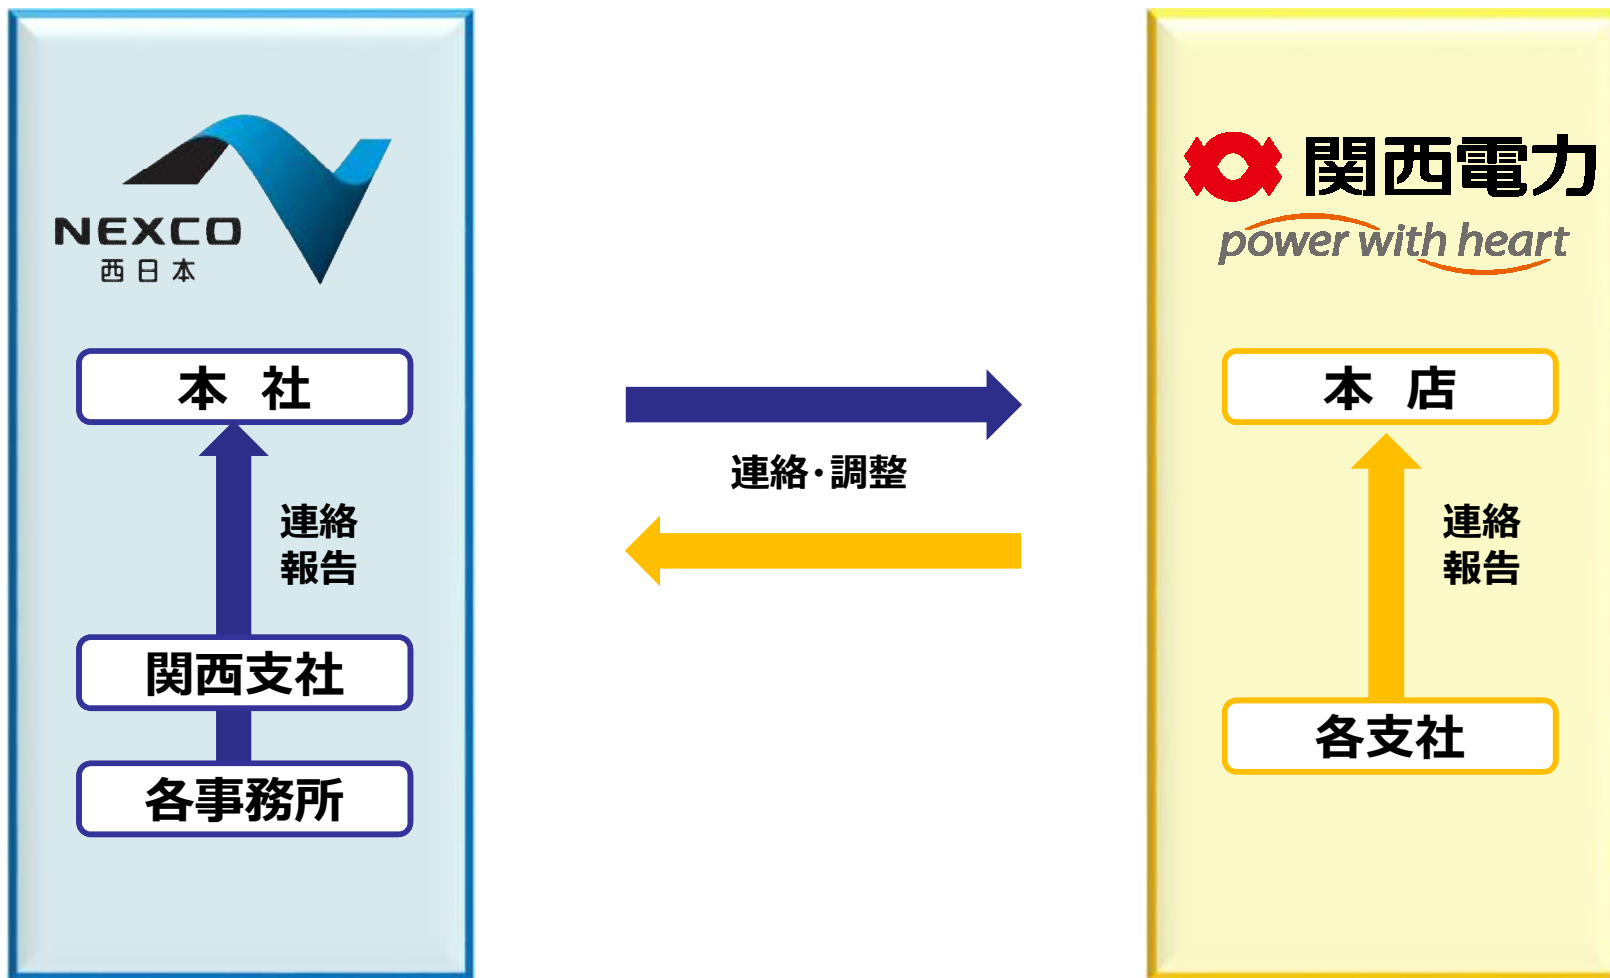 NEXCO
西日本
本 社
連絡
報告
関西支社
各事務所
連絡・調整
関西電力
power with heart
本 店
連絡
報告
各支社